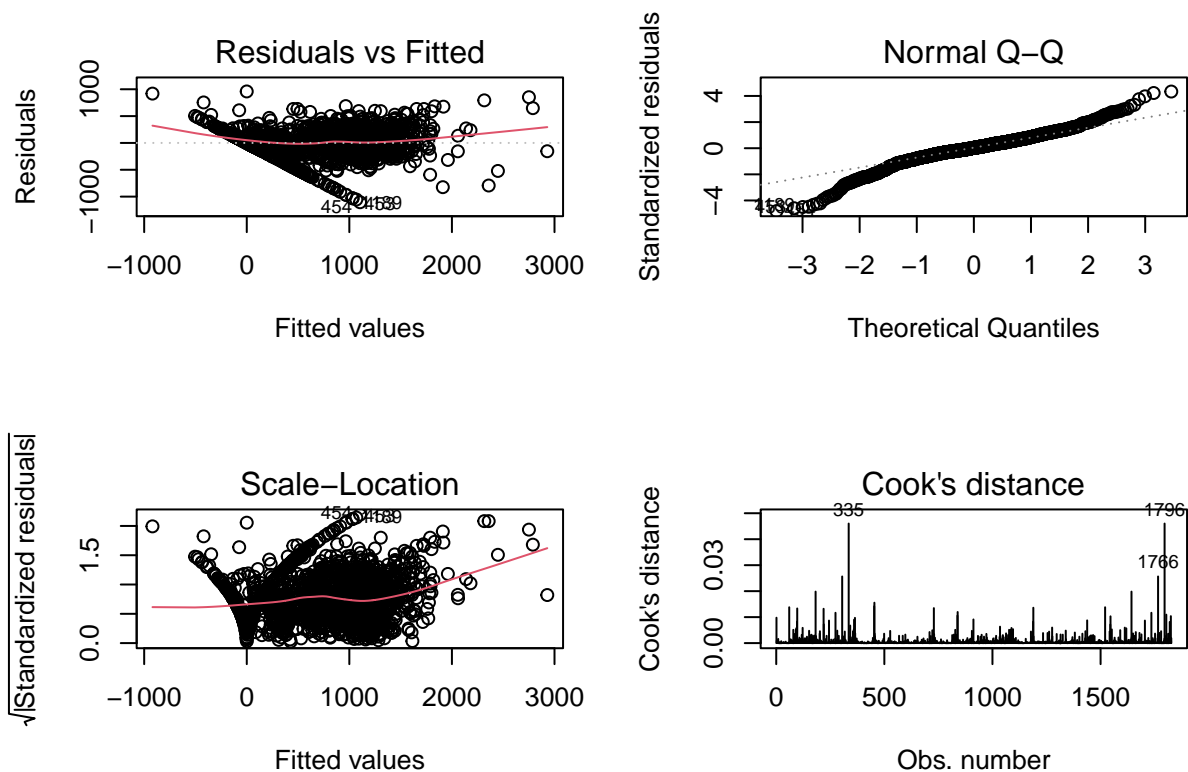 Residuals vs Fitted
Residuals
1000
−1000
454
−1000 0 1000 2000 3000
Fitted values
Normal Q−Q
Standardized residuals
4
0
−4
−3 −2 −1 0 1 2 3
Theoretical Quantiles
Scale−Location
√|Standardized residuals|
1.5
0.0
454
−1000 0 1000 2000 3000
Fitted values
Cook's distance
Cook's distance
0.03
0.00
335 1796
1766
0 500 1000 1500
Obs. number